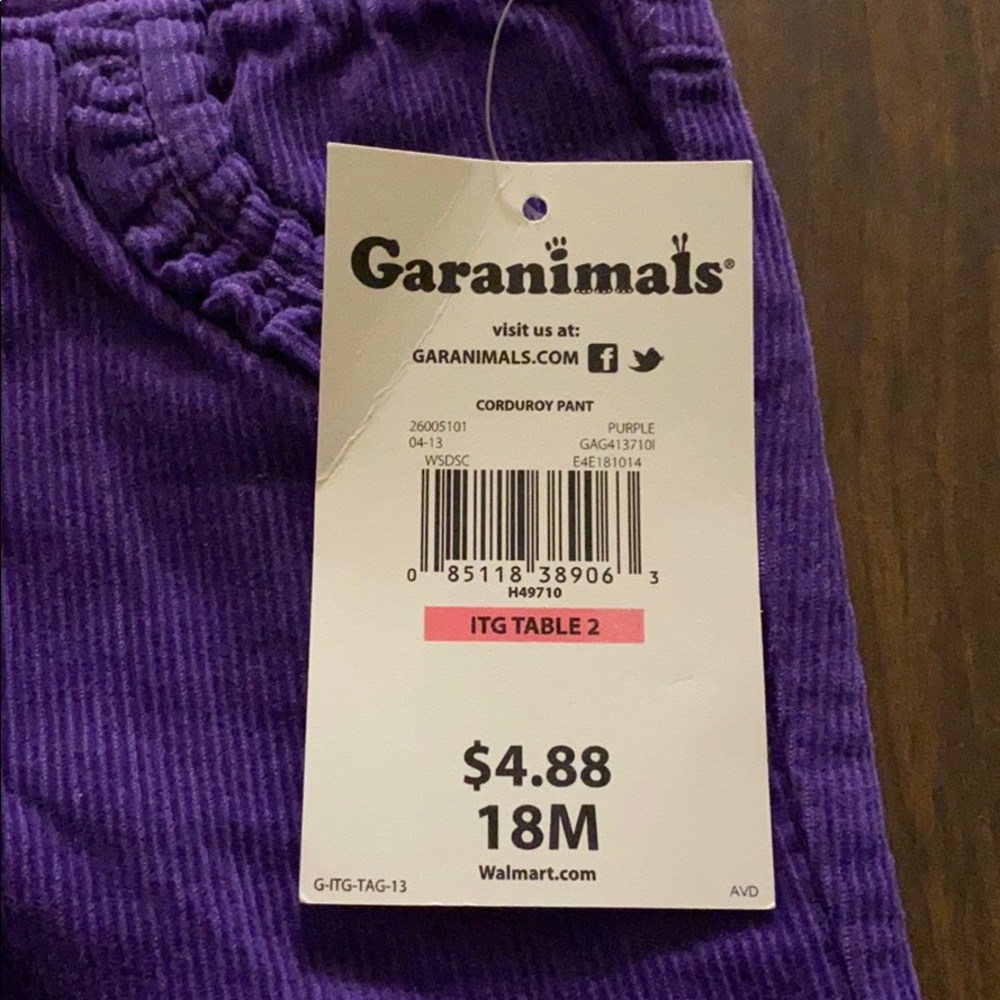 Garanimals®
visit us at:
GARANIMALS.COM
CORDUROY PANT
26005101 PURPLE
04-13 GAG413710I
WSDSC E4E181014
0 85118 38906 3
H49710
ITG TABLE 2
$4.88
18M
Walmart.com
G-ITG-TAG-13 AVD